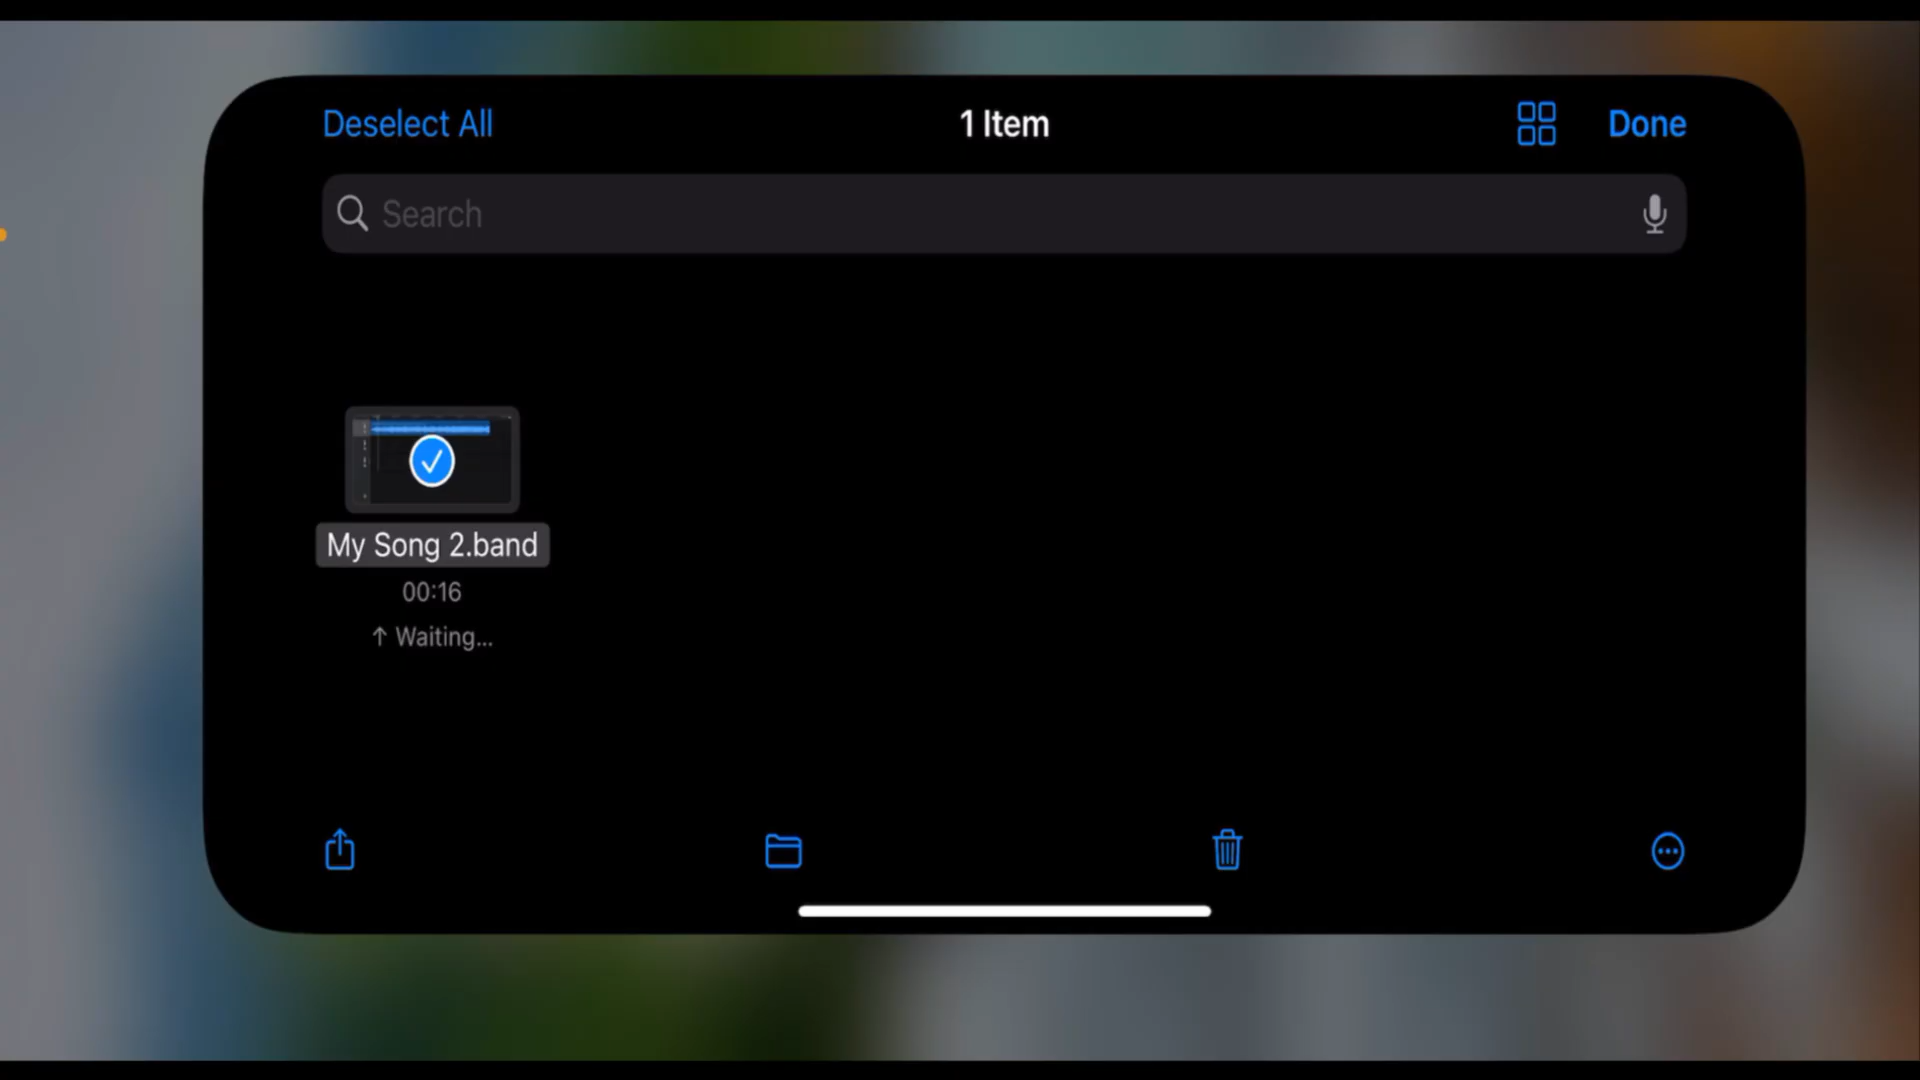 Deselect All
1 Item
Done
Search
My Song 2.band
00:16
↑ Waiting...